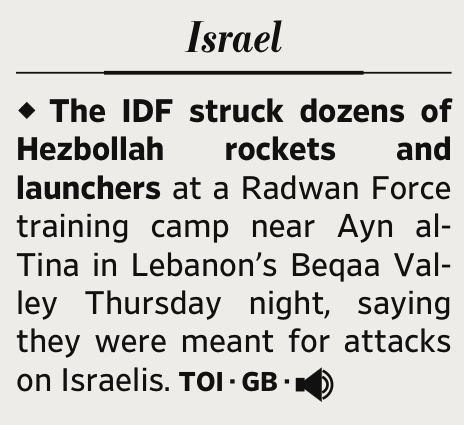 Israel
◆ The IDF struck dozens of
Hezbollah rockets and
launchers at a Radwan Force
training camp near Ayn al-
Tina in Lebanon’s Beqaa Val-
ley Thursday night, saying
they were meant for attacks
on Israelis. TOI · GB ·